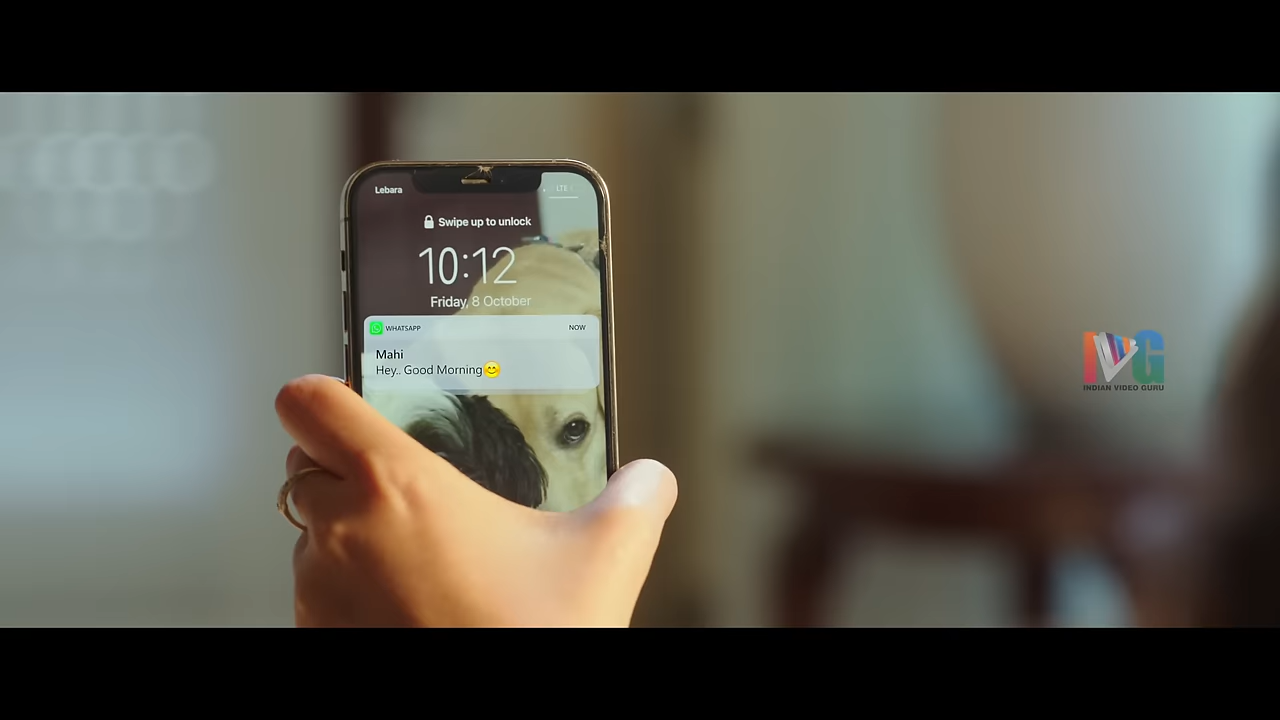 Lebara
LTE
Swipe up to unlock
10:12
Friday, 8 October
WHATSAPP
NOW
Mahi
Hey.. Good Morning😊
IVG
INDIAN VIDEO GURU